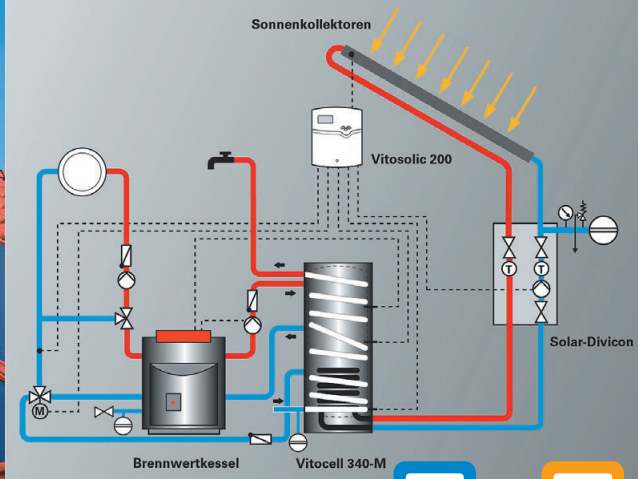 Sonnenkollektoren
Vitosolic 200
T
T
Solar-Divicon
M
Brennwertkessel
Vitocell 340-M